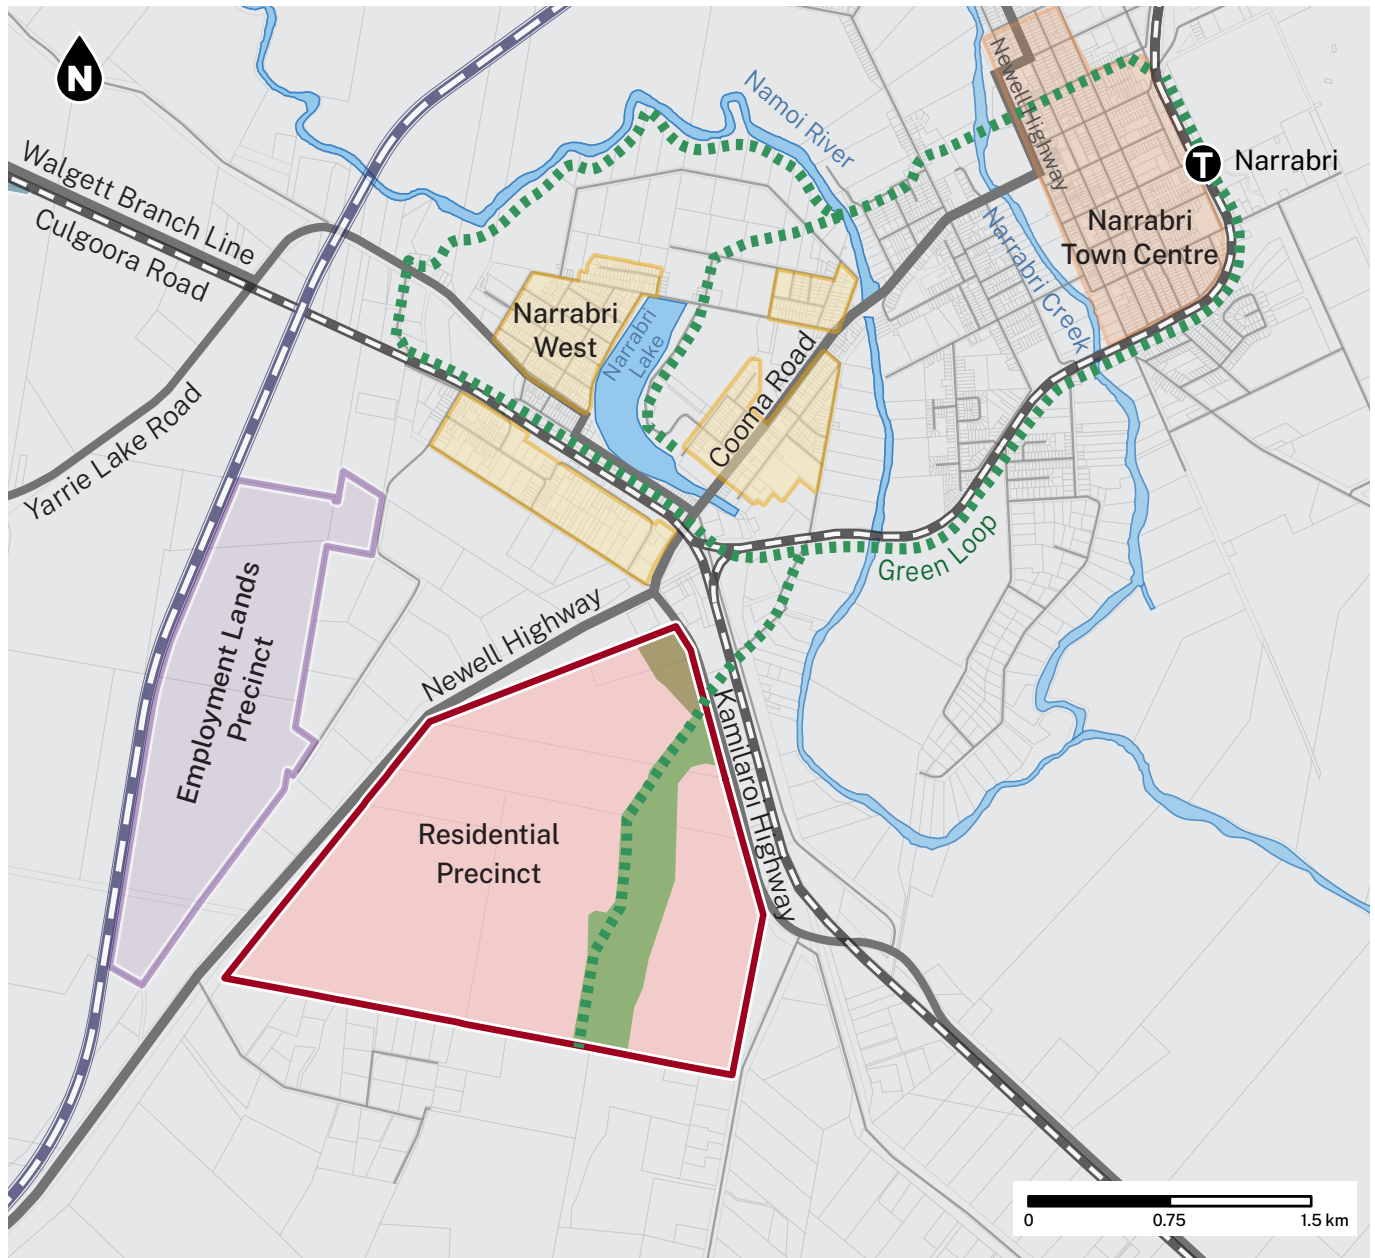 N
Walgett Branch Line
Culgoora Road
Yarrie Lake Road
Namoi River
Newell Highway
T
Narrabri
Narrabri
Town Centre
Narrabri Creek
Narrabri
West
Narrabri
Lake
Cooma Road
Green Loop
Employment Lands
Precinct
Newell Highway
Kamilaroi Highway
Residential
Precinct
0
0.75
1.5 km